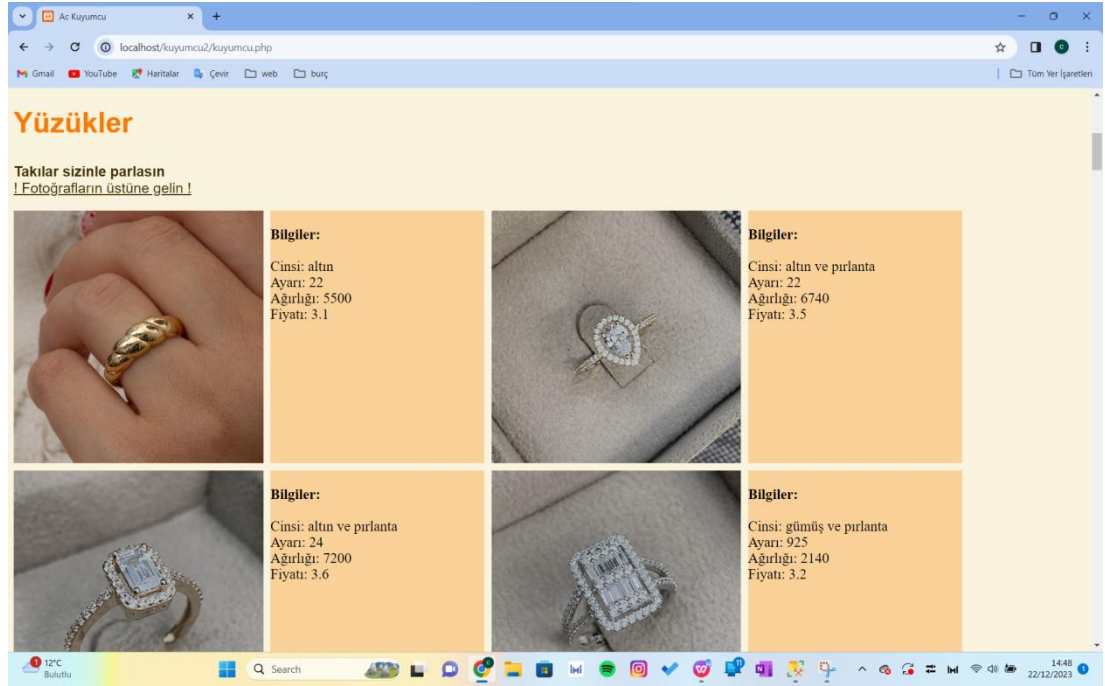 Ac Kuyumcu
localhost/kuyumcu2/kuyumcu.php
Gmail YouTube Haritalar Çevir web burç Tüm Yer İşaretleri
Yüzükler
Takılar sizinle parlasın
! Fotoğrafların üstüne gelin !
Bilgiler:
Cinsi: altın
Ayarı: 22
Ağırlığı: 5500
Fiyatı: 3.1
Bilgiler:
Cinsi: altın ve pırlanta
Ayarı: 22
Ağırlığı: 6740
Fiyatı: 3.5
Bilgiler:
Cinsi: altın ve pırlanta
Ayarı: 24
Ağırlığı: 7200
Fiyatı: 3.6
Bilgiler:
Cinsi: gümüş ve pırlanta
Ayarı: 925
Ağırlığı: 2140
Fiyatı: 3.2
12°C
Bulutlu
Search
14:48
22/12/2023